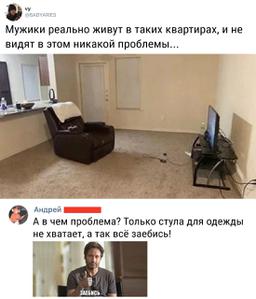 vy
@BABYARIES
Мужики реально живут в таких квартирах, и не
видят в этом никакой проблемы...
Андрей
А в чем проблема? Только стула для одежды
не хватает, а так всё заебись!
ЗАЕБИСЬ